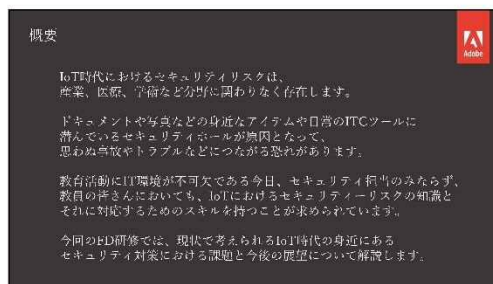 概要
Adobe
IoT時代におけるセキュリティリスクは、
産業、医療、学術など分野に関わりなく存在します。
ドキュメントや写真などの身近なアイテムや日常のITCツールに
潜んでいるセキュリティホールが原因となって、
思わぬ事故やトラブルなどにつながる恐れがあります。
教育活動にIT環境が不可欠である今日、セキュリティ担当のみならず、
教員の皆さんにおいても、IoTにおけるセキュリティーリスクの知識と
それに対応するためのスキルを持つことが求められています。
今回のFD研修では、現状で考えられるIoT時代の身近にある
セキュリティ対策における課題と今後の展望について解説します。